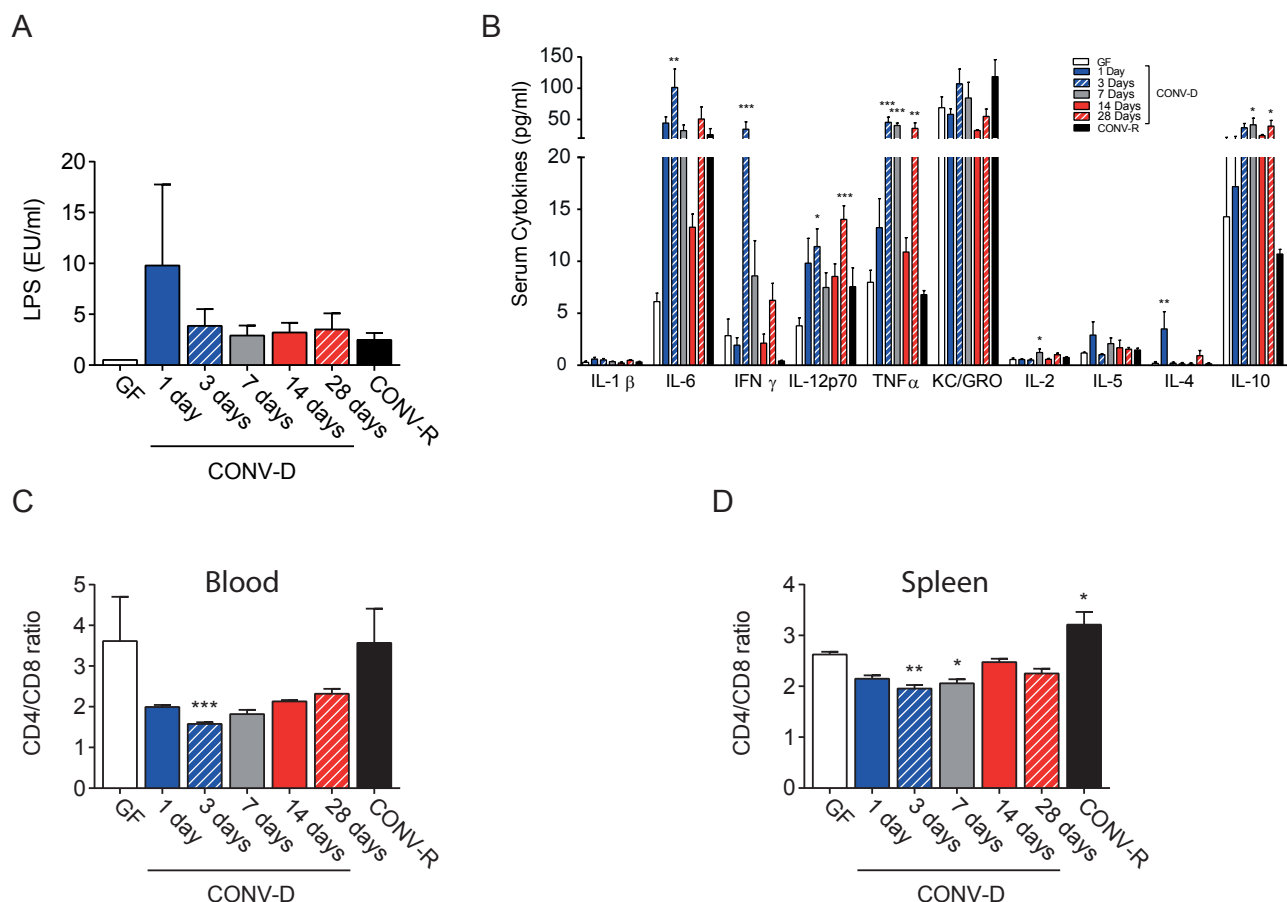 A
LPS (EU/ml)
20
15
10
5
0
GF
1 day
3 days
7 days
14 days
28 days
CONV-R
CONV-D
B
Serum Cytokines (pg/ml)
150
100
50
20
15
10
5
0
**
***
*
***
***
***
**
*
**
*
*
GF
1 Day
3 Days
7 Days
14 Days
28 Days
CONV-R
CONV-D
IL-1 β
IL-6
IFN γ
IL-12p70
TNFα
KC/GRO
IL-2
IL-5
IL-4
IL-10
C
Blood
CD4/CD8 ratio
5
4
3
2
1
0
***
GF
1 day
3 days
7 days
14 days
28 days
CONV-R
CONV-D
D
Spleen
CD4/CD8 ratio
4
3
2
1
0
**
*
*
GF
1 day
3 days
7 days
14 days
28 days
CONV-R
CONV-D